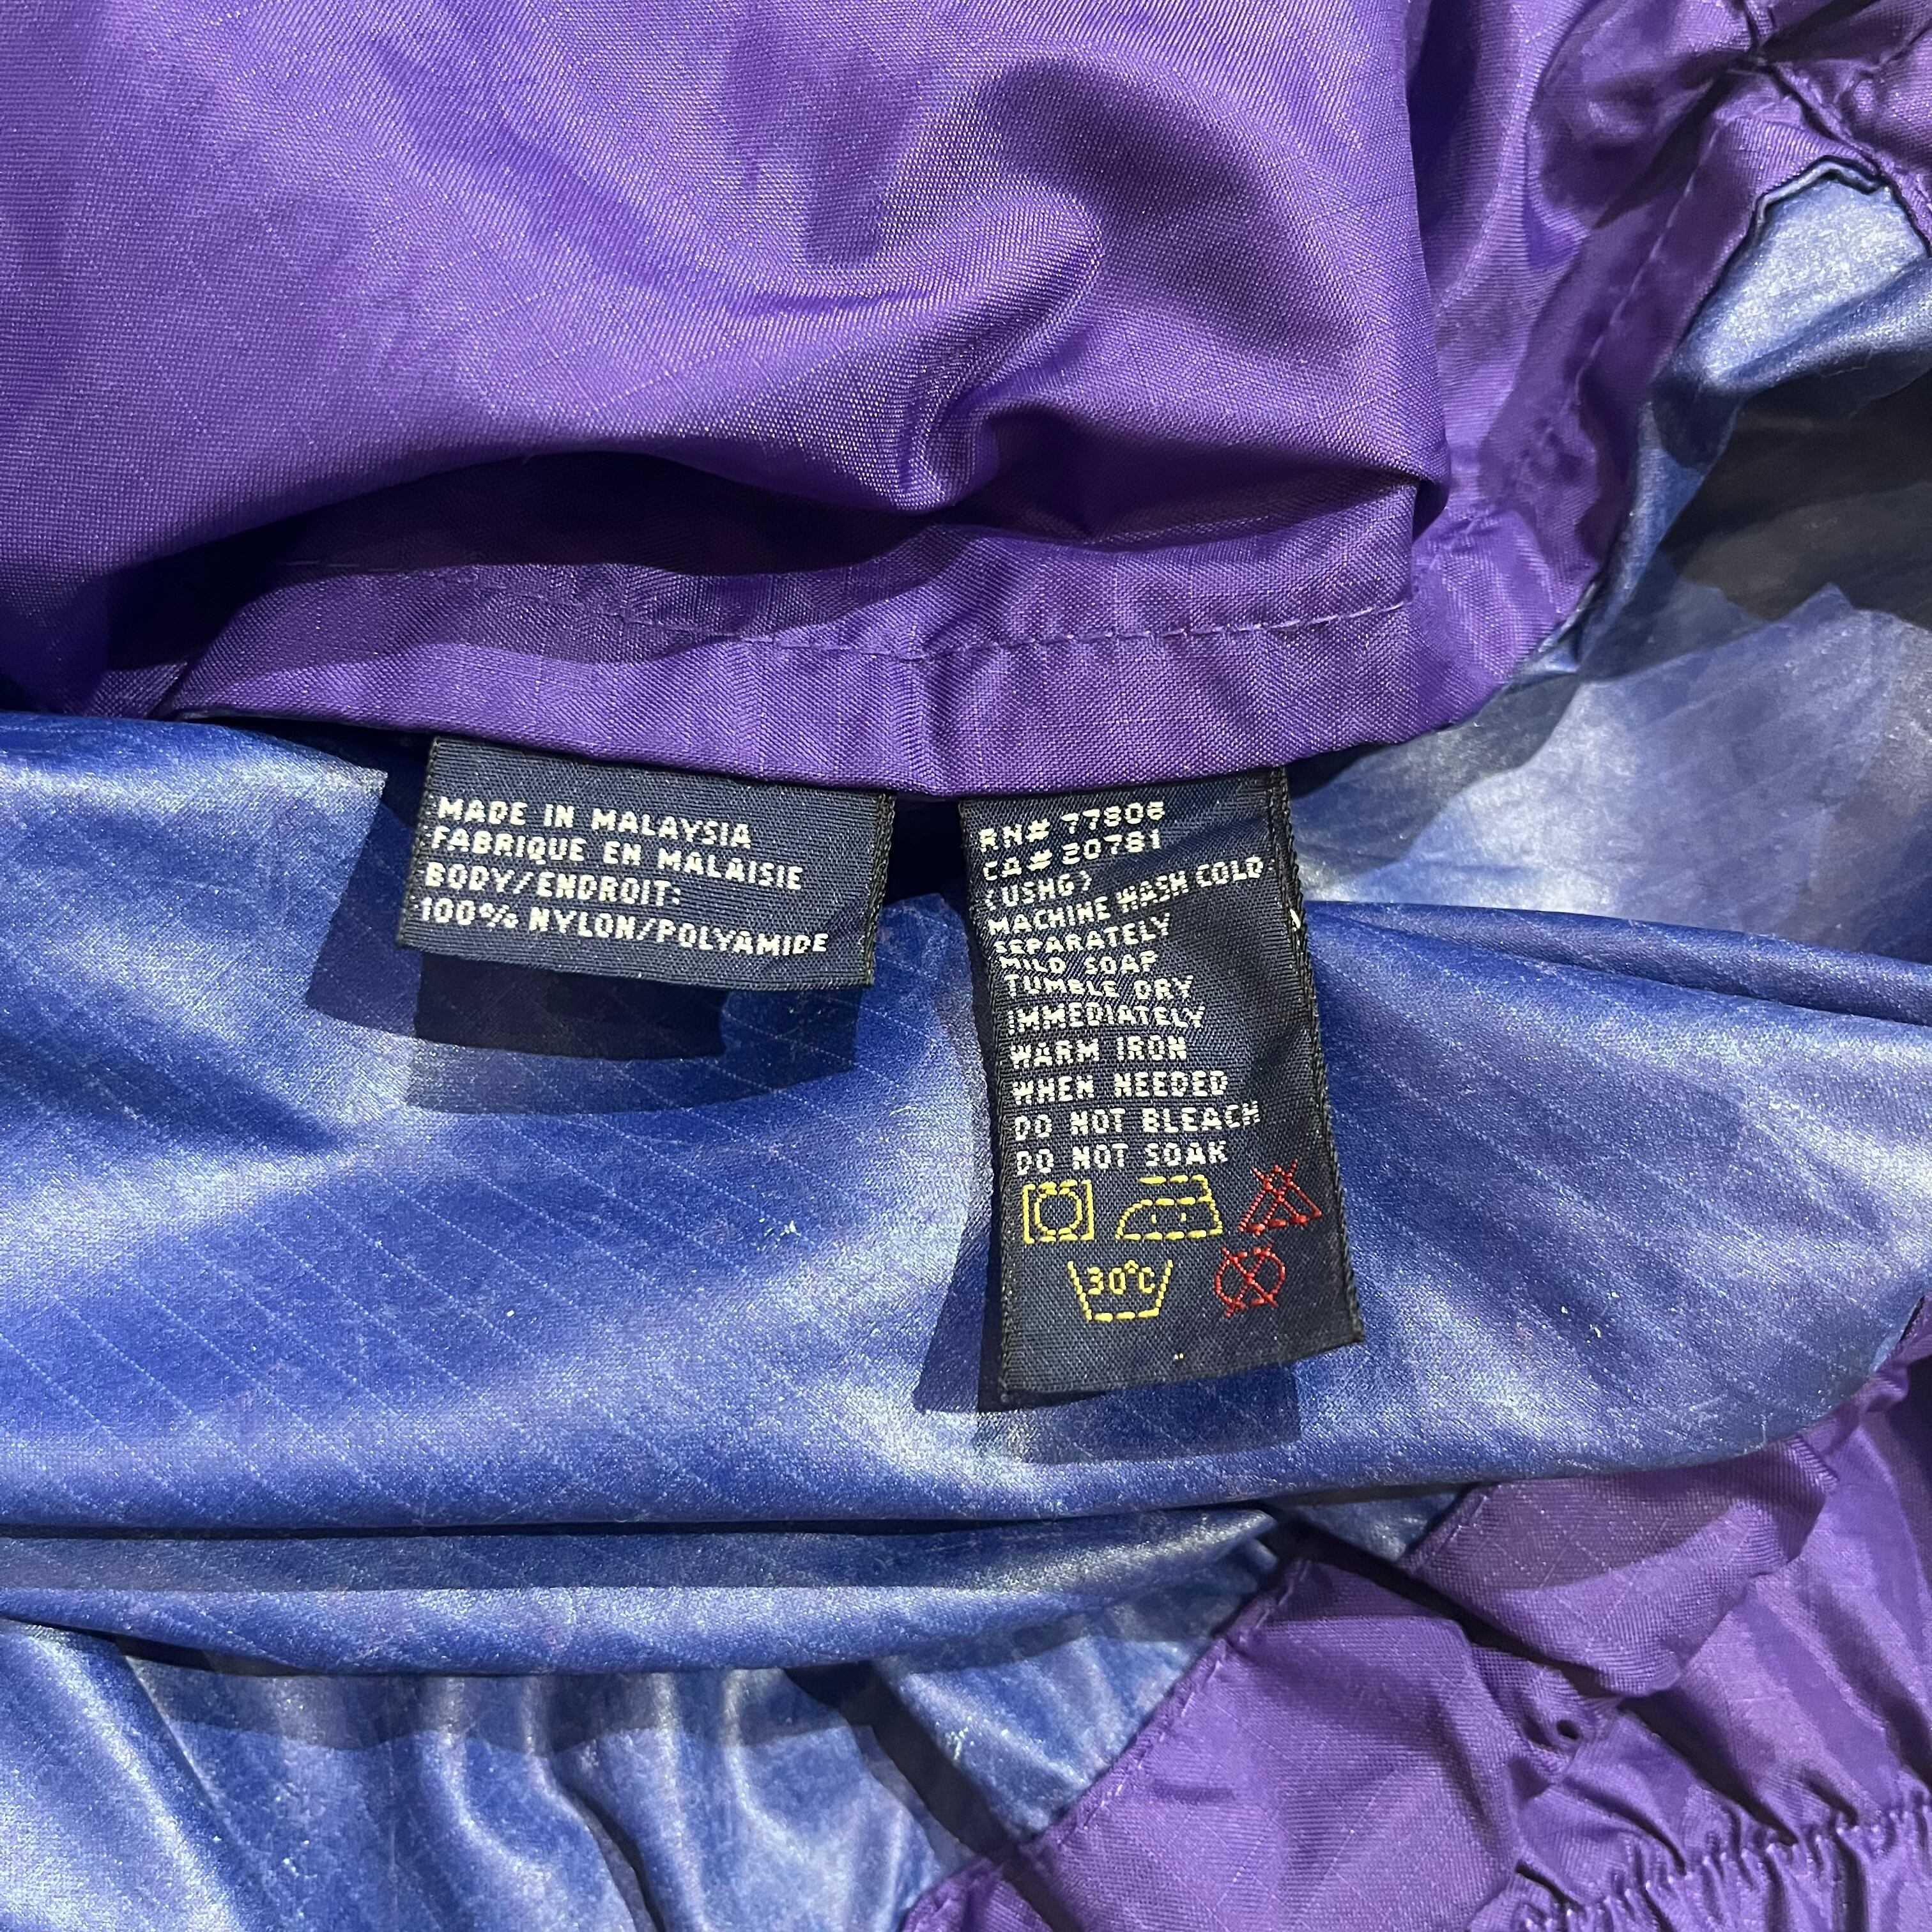 MADE IN MALAYSIA
FABRIQUE EN MALAISIE
BODY/ENDROIT:
100% NYLON/POLYAMIDE
RN# 77806
CA# 20781
(USHG)
MACHINE WASH COLD
SEPARATELY
MILD SOAP
TUMBLE DRY
IMMEDIATELY
WARM IRON
WHEN NEEDED
DO NOT BLEACH
DO NOT SOAK
30°C